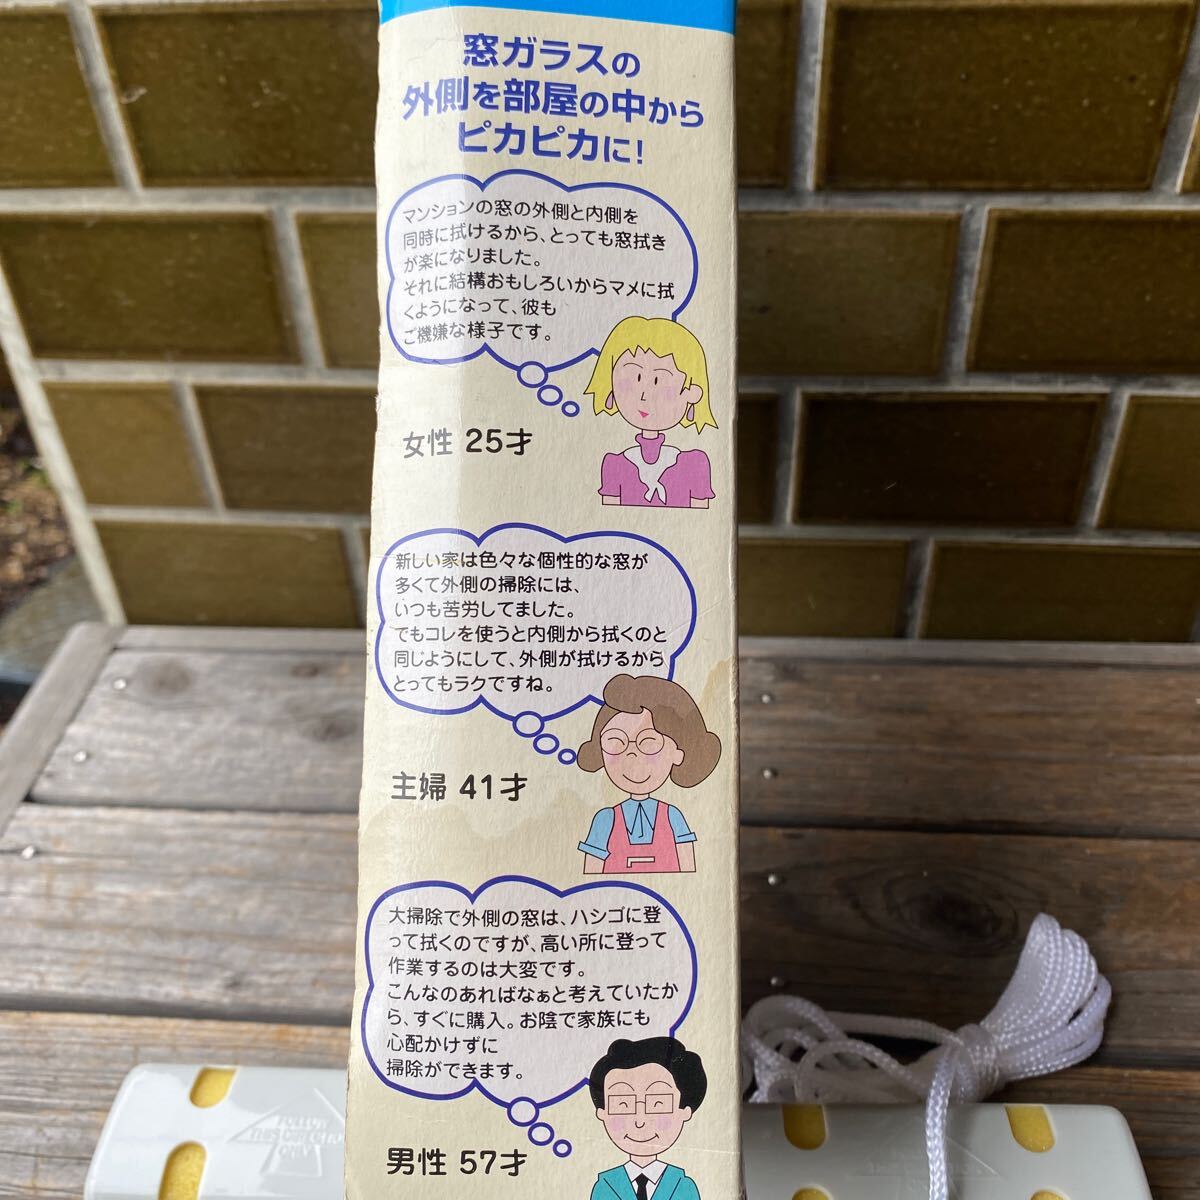 窓ガラスの
外側を部屋の中から
ピカピカに!
マンションの窓の外側と内側を
同時に拭けるから、とっても窓拭き
が楽になりました。
それに結構おもしろいからマメに拭
くようになって、彼も
ご機嫌な様子です。
女性 25才
新しい家は色々な個性的な窓が
多くて外側の掃除には、
いつも苦労してました。
でもコレを使うと内側から拭くのと
同じようにして、外側が拭けるから
とってもラクですね。
主婦 41才
大掃除で外側の窓は、ハシゴに登
って拭くのですが、高い所に登って
作業するのは大変です。
こんなのあればなぁと考えていたか
ら、すぐに購入。お陰で家族にも
心配かけずに
掃除ができます。
男性 57才
FOLLOW
THIS DIRECTION
ONLY